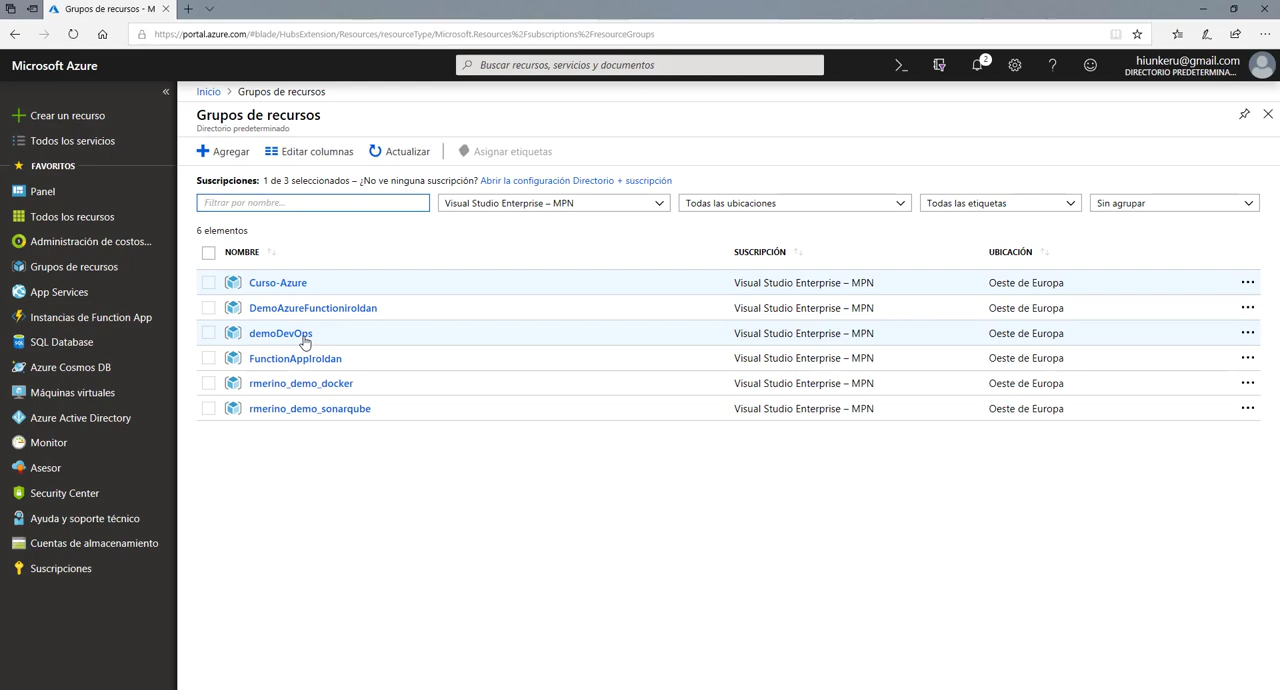 Grupos de recursos - M
https://portal.azure.com/#blade/HubsExtension/Resources/resourceType/Microsoft.Resources%2Fsubscriptions%2FresourceGroups
Microsoft Azure
Buscar recursos, servicios y documentos
2
hiunkeru@gmail.com
DIRECTORIO PREDETERMINA...
Crear un recurso
Todos los servicios
FAVORITOS
Panel
Todos los recursos
Administración de costos...
Grupos de recursos
App Services
Instancias de Function App
SQL Database
Azure Cosmos DB
Máquinas virtuales
Azure Active Directory
Monitor
Asesor
Security Center
Ayuda y soporte técnico
Cuentas de almacenamiento
Suscripciones
Inicio > Grupos de recursos
Grupos de recursos
Directorio predeterminado
Agregar Editar columnas Actualizar Asignar etiquetas
Suscripciones: 1 de 3 seleccionados – ¿No ve ninguna suscripción? Abrir la configuración Directorio + suscripción
Filtrar por nombre... Visual Studio Enterprise – MPN Todas las ubicaciones Todas las etiquetas Sin agrupar
6 elementos
NOMBRE SUSCRIPCIÓN UBICACIÓN
Curso-Azure Visual Studio Enterprise – MPN Oeste de Europa
DemoAzureFunctioniroldan Visual Studio Enterprise – MPN Oeste de Europa
demoDevOps Visual Studio Enterprise – MPN Oeste de Europa
FunctionAppIroldan Visual Studio Enterprise – MPN Oeste de Europa
rmerino_demo_docker Visual Studio Enterprise – MPN Oeste de Europa
rmerino_demo_sonarqube Visual Studio Enterprise – MPN Oeste de Europa